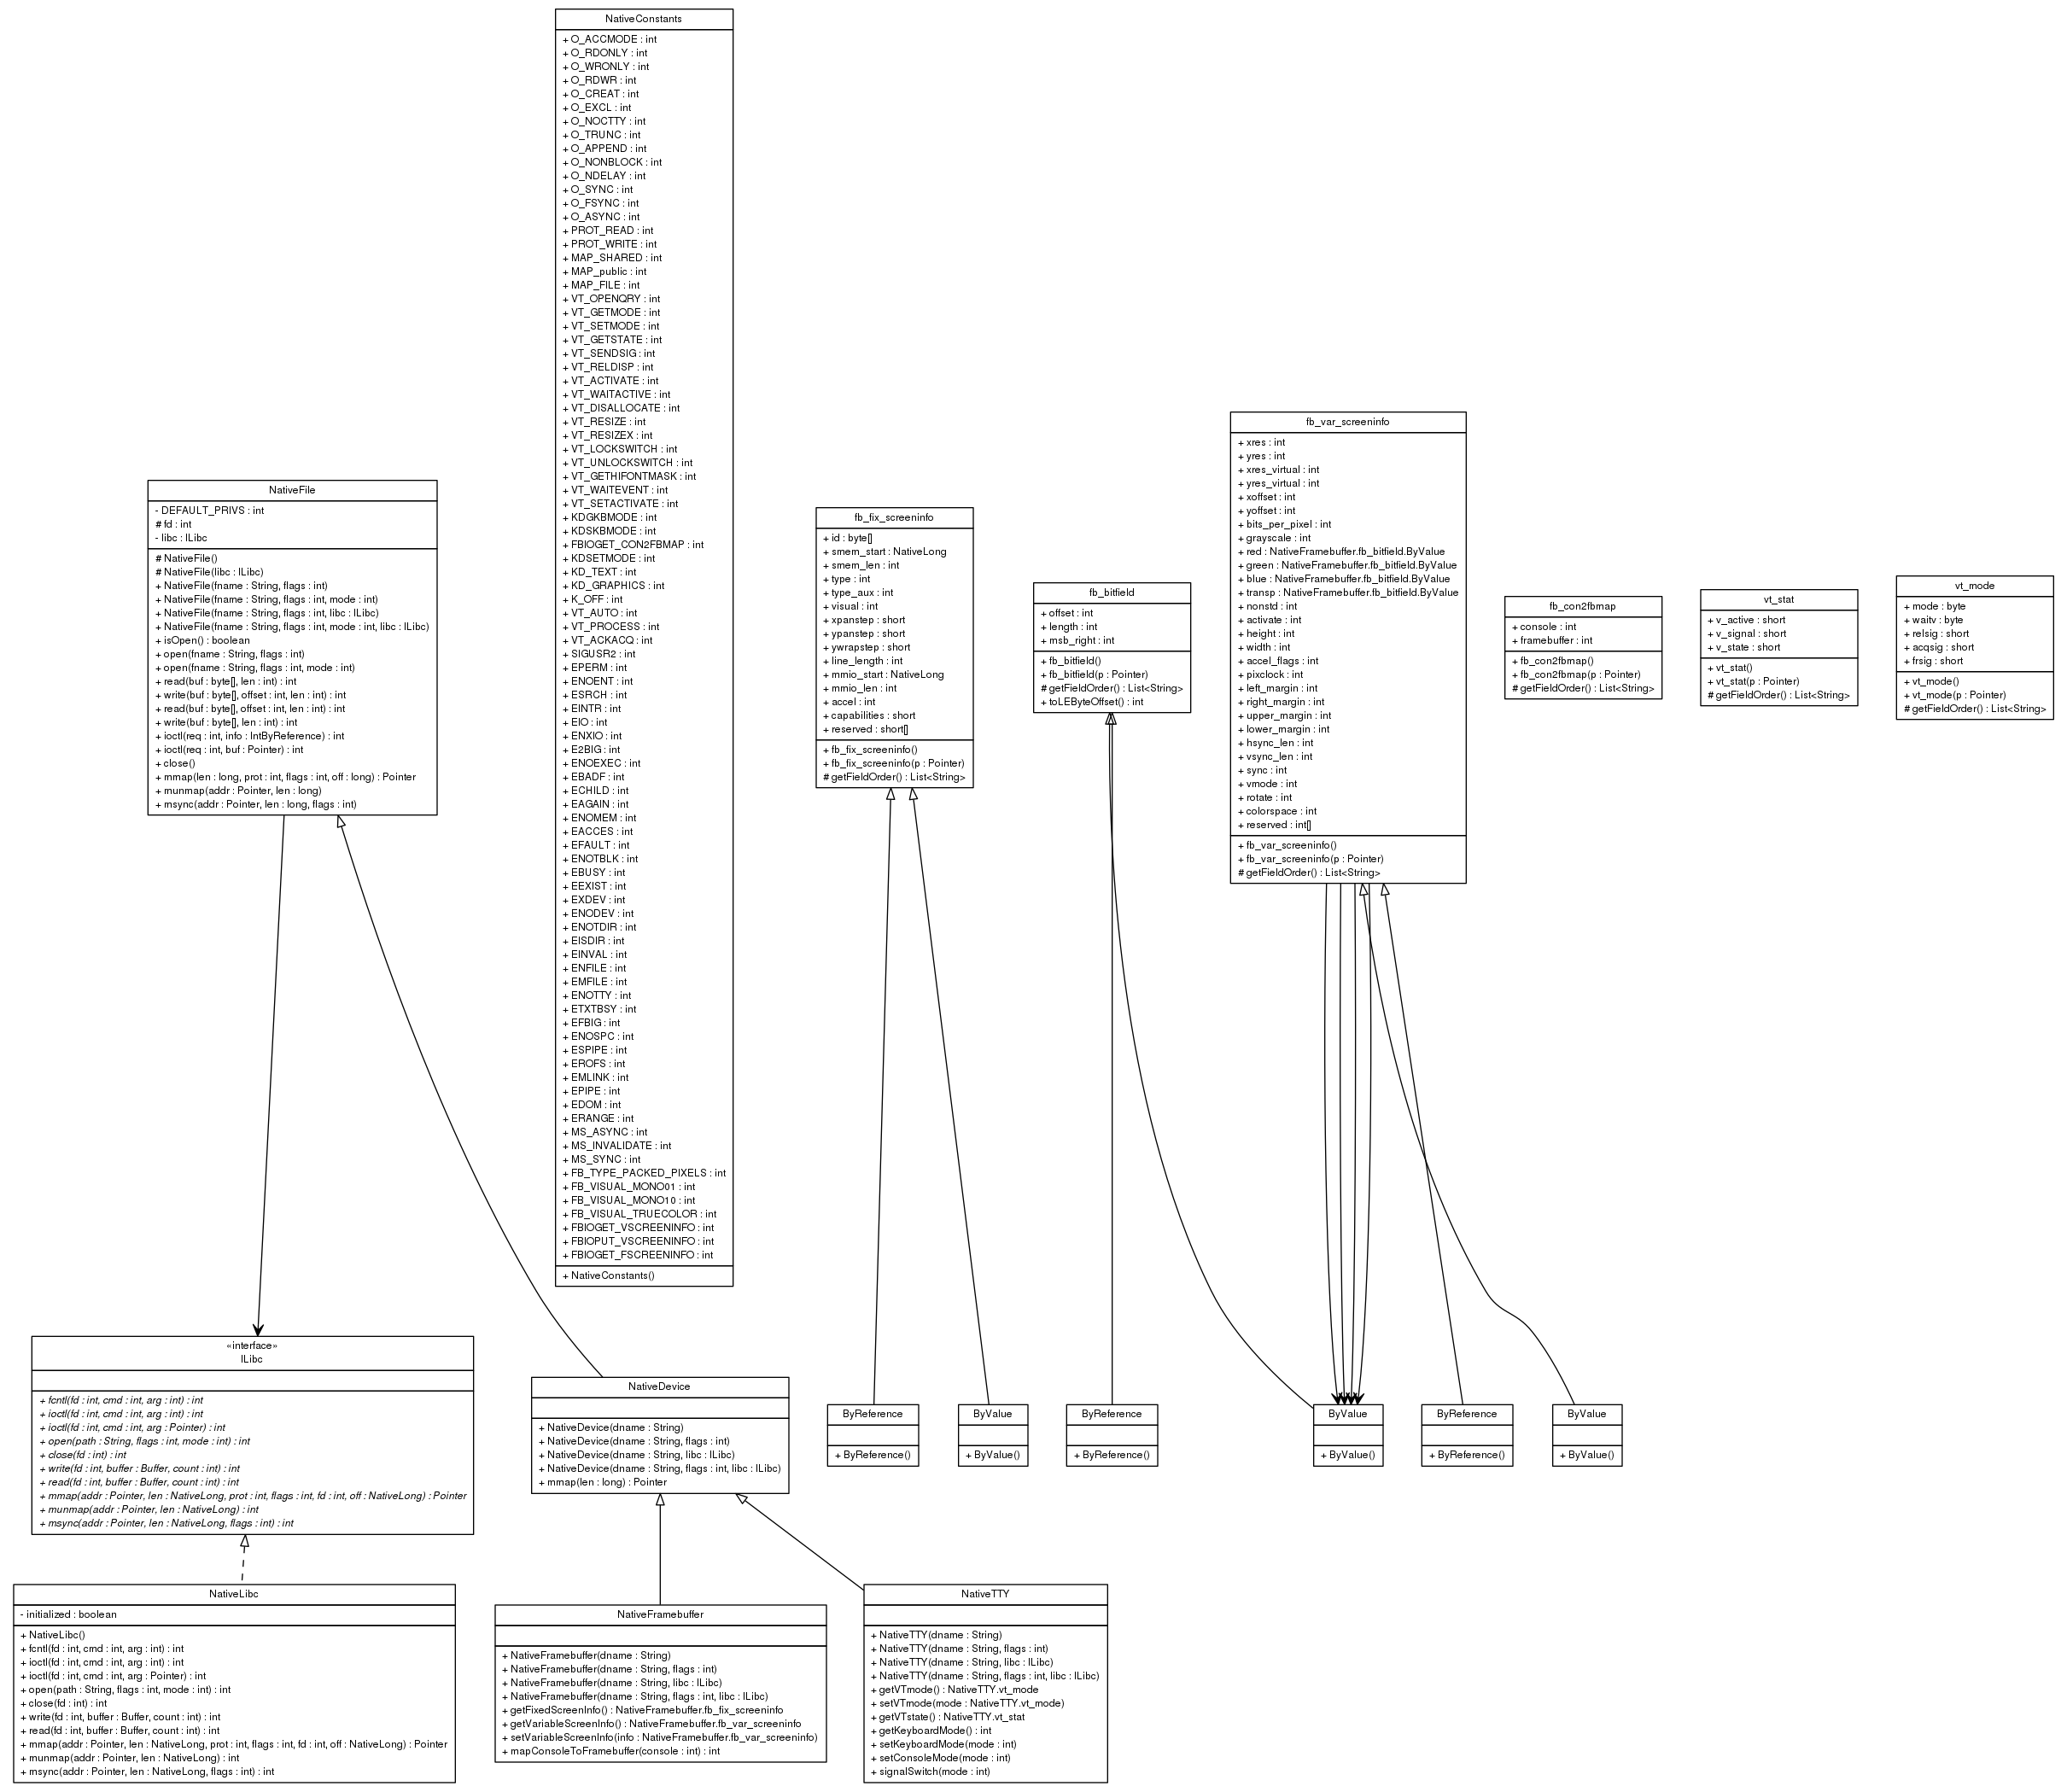 NativeConstants
+ O_ACCMODE : int
+ O_RDONLY : int
+ O_WRONLY : int
+ O_RDWR : int
+ O_CREAT : int
+ O_EXCL : int
+ O_NOCTTY : int
+ O_TRUNC : int
+ O_APPEND : int
+ O_NONBLOCK : int
+ O_NDELAY : int
+ O_SYNC : int
+ O_FSYNC : int
+ O_ASYNC : int
+ PROT_READ : int
+ PROT_WRITE : int
+ MAP_SHARED : int
+ MAP_public : int
+ MAP_FILE : int
+ VT_OPENQRY : int
+ VT_GETMODE : int
+ VT_SETMODE : int
+ VT_GETSTATE : int
+ VT_SENDSIG : int
+ VT_RELDISP : int
+ VT_ACTIVATE : int
+ VT_WAITACTIVE : int
+ VT_DISALLOCATE : int
+ VT_RESIZE : int
+ VT_RESIZEX : int
+ VT_LOCKSWITCH : int
+ VT_UNLOCKSWITCH : int
+ VT_GETHIFONTMASK : int
+ VT_WAITEVENT : int
+ VT_SETACTIVATE : int
+ KDGKBMODE : int
+ KDSKBMODE : int
+ FBIOGET_CON2FBMAP : int
+ KDSETMODE : int
+ KD_TEXT : int
+ KD_GRAPHICS : int
+ K_OFF : int
+ VT_AUTO : int
+ VT_PROCESS : int
+ VT_ACKACQ : int
+ SIGUSR2 : int
+ EPERM : int
+ ENOENT : int
+ ESRCH : int
+ EINTR : int
+ EIO : int
+ ENXIO : int
+ E2BIG : int
+ ENOEXEC : int
+ EBADF : int
+ ECHILD : int
+ EAGAIN : int
+ ENOMEM : int
+ EACCES : int
+ EFAULT : int
+ ENOTBLK : int
+ EBUSY : int
+ EEXIST : int
+ EXDEV : int
+ ENODEV : int
+ ENOTDIR : int
+ EISDIR : int
+ EINVAL : int
+ ENFILE : int
+ EMFILE : int
+ ENOTTY : int
+ ETXTBSY : int
+ EFBIG : int
+ ENOSPC : int
+ ESPIPE : int
+ EROFS : int
+ EMLINK : int
+ EPIPE : int
+ EDOM : int
+ ERANGE : int
+ MS_ASYNC : int
+ MS_INVALIDATE : int
+ MS_SYNC : int
+ FB_TYPE_PACKED_PIXELS : int
+ FB_VISUAL_MONO01 : int
+ FB_VISUAL_MONO10 : int
+ FB_VISUAL_TRUECOLOR : int
+ FBIOGET_VSCREENINFO : int
+ FBIOPUT_VSCREENINFO : int
+ FBIOGET_FSCREENINFO : int
+ NativeConstants()
NativeFile
- DEFAULT_PRIVS : int
# fd : int
- libc : ILibc
# NativeFile()
# NativeFile(libc : ILibc)
+ NativeFile(fname : String, flags : int)
+ NativeFile(fname : String, flags : int, mode : int)
+ NativeFile(fname : String, flags : int, libc : ILibc)
+ NativeFile(fname : String, flags : int, mode : int, libc : ILibc)
+ isOpen() : boolean
+ open(fname : String, flags : int)
+ open(fname : String, flags : int, mode : int)
+ read(buf : byte[], len : int) : int
+ write(buf : byte[], offset : int, len : int) : int
+ read(buf : byte[], offset : int, len : int) : int
+ write(buf : byte[], len : int) : int
+ ioctl(req : int, info : IntByReference) : int
+ ioctl(req : int, buf : Pointer) : int
+ close()
+ mmap(len : long, prot : int, flags : int, off : long) : Pointer
+ munmap(addr : Pointer, len : long)
+ msync(addr : Pointer, len : long, flags : int)
fb_fix_screeninfo
+ id : byte[]
+ smem_start : NativeLong
+ smem_len : int
+ type : int
+ type_aux : int
+ visual : int
+ xpanstep : short
+ ypanstep : short
+ ywrapstep : short
+ line_length : int
+ mmio_start : NativeLong
+ mmio_len : int
+ accel : int
+ capabilities : short
+ reserved : short[]
+ fb_fix_screeninfo()
+ fb_fix_screeninfo(p : Pointer)
# getFieldOrder() : List<String>
fb_bitfield
+ offset : int
+ length : int
+ msb_right : int
+ fb_bitfield()
+ fb_bitfield(p : Pointer)
# getFieldOrder() : List<String>
+ toLEByteOffset() : int
fb_var_screeninfo
+ xres : int
+ yres : int
+ xres_virtual : int
+ yres_virtual : int
+ xoffset : int
+ yoffset : int
+ bits_per_pixel : int
+ grayscale : int
+ red : NativeFramebuffer.fb_bitfield.ByValue
+ green : NativeFramebuffer.fb_bitfield.ByValue
+ blue : NativeFramebuffer.fb_bitfield.ByValue
+ transp : NativeFramebuffer.fb_bitfield.ByValue
+ nonstd : int
+ activate : int
+ height : int
+ width : int
+ accel_flags : int
+ pixclock : int
+ left_margin : int
+ right_margin : int
+ upper_margin : int
+ lower_margin : int
+ hsync_len : int
+ vsync_len : int
+ sync : int
+ vmode : int
+ rotate : int
+ colorspace : int
+ reserved : int[]
+ fb_var_screeninfo()
+ fb_var_screeninfo(p : Pointer)
# getFieldOrder() : List<String>
fb_con2fbmap
+ console : int
+ framebuffer : int
+ fb_con2fbmap()
+ fb_con2fbmap(p : Pointer)
# getFieldOrder() : List<String>
vt_stat
+ v_active : short
+ v_signal : short
+ v_state : short
+ vt_stat()
+ vt_stat(p : Pointer)
# getFieldOrder() : List<String>
vt_mode
+ mode : byte
+ waitv : byte
+ relsig : short
+ acqsig : short
+ frsig : short
+ vt_mode()
+ vt_mode(p : Pointer)
# getFieldOrder() : List<String>
«interface»
ILibc
+ fcntl(fd : int, cmd : int, arg : int) : int
+ ioctl(fd : int, cmd : int, arg : int) : int
+ ioctl(fd : int, cmd : int, arg : Pointer) : int
+ open(path : String, flags : int, mode : int) : int
+ close(fd : int) : int
+ write(fd : int, buffer : Buffer, count : int) : int
+ read(fd : int, buffer : Buffer, count : int) : int
+ mmap(addr : Pointer, len : NativeLong, prot : int, flags : int, fd : int, off : NativeLong) : Pointer
+ munmap(addr : Pointer, len : NativeLong) : int
+ msync(addr : Pointer, len : NativeLong, flags : int) : int
NativeDevice
+ NativeDevice(dname : String)
+ NativeDevice(dname : String, flags : int)
+ NativeDevice(dname : String, libc : ILibc)
+ NativeDevice(dname : String, flags : int, libc : ILibc)
+ mmap(len : long) : Pointer
ByReference
+ ByReference()
ByValue
+ ByValue()
ByReference
+ ByReference()
ByValue
+ ByValue()
ByReference
+ ByReference()
ByValue
+ ByValue()
NativeLibc
- initialized : boolean
+ NativeLibc()
+ fcntl(fd : int, cmd : int, arg : int) : int
+ ioctl(fd : int, cmd : int, arg : int) : int
+ ioctl(fd : int, cmd : int, arg : Pointer) : int
+ open(path : String, flags : int, mode : int) : int
+ close(fd : int) : int
+ write(fd : int, buffer : Buffer, count : int) : int
+ read(fd : int, buffer : Buffer, count : int) : int
+ mmap(addr : Pointer, len : NativeLong, prot : int, flags : int, fd : int, off : NativeLong) : Pointer
+ munmap(addr : Pointer, len : NativeLong) : int
+ msync(addr : Pointer, len : NativeLong, flags : int) : int
NativeFramebuffer
+ NativeFramebuffer(dname : String)
+ NativeFramebuffer(dname : String, flags : int)
+ NativeFramebuffer(dname : String, libc : ILibc)
+ NativeFramebuffer(dname : String, flags : int, libc : ILibc)
+ getFixedScreenInfo() : NativeFramebuffer.fb_fix_screeninfo
+ getVariableScreenInfo() : NativeFramebuffer.fb_var_screeninfo
+ setVariableScreenInfo(info : NativeFramebuffer.fb_var_screeninfo)
+ mapConsoleToFramebuffer(console : int) : int
NativeTTY
+ NativeTTY(dname : String)
+ NativeTTY(dname : String, flags : int)
+ NativeTTY(dname : String, libc : ILibc)
+ NativeTTY(dname : String, flags : int, libc : ILibc)
+ getVTmode() : NativeTTY.vt_mode
+ setVTmode(mode : NativeTTY.vt_mode)
+ getVTstate() : NativeTTY.vt_stat
+ getKeyboardMode() : int
+ setKeyboardMode(mode : int)
+ setConsoleMode(mode : int)
+ signalSwitch(mode : int)